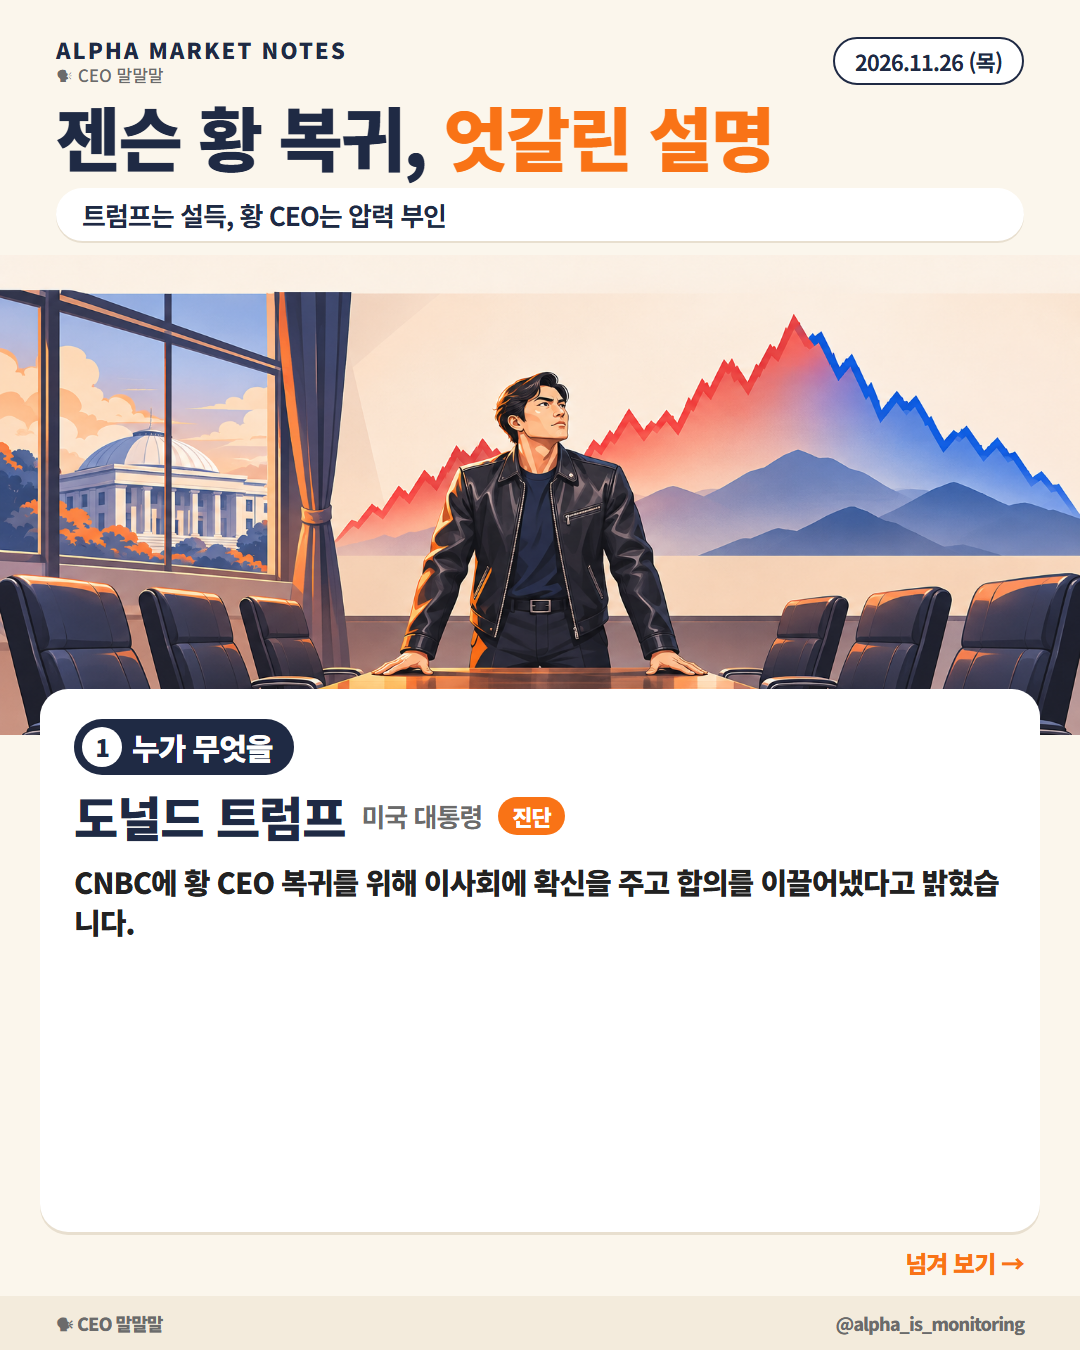 ALPHA MARKET NOTES
🗣 CEO 말말말
2026.11.26 (목)
젠슨 황 복귀, 엇갈린 설명
트럼프는 설득, 황 CEO는 압력 부인
1 누가 무엇을
도널드 트럼프 미국 대통령 진단
CNBC에 황 CEO 복귀를 위해 이사회에 확신을 주고 합의를 이끌어냈다고 밝혔습
니다.
넘겨 보기 →
🗣 CEO 말말말
@alpha_is_monitoring